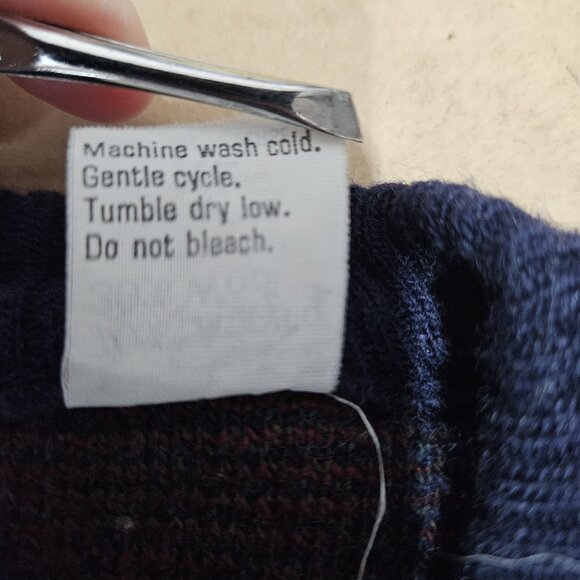 Machine wash cold.
Gentle cycle.
Tumble dry low.
Do not bleach.